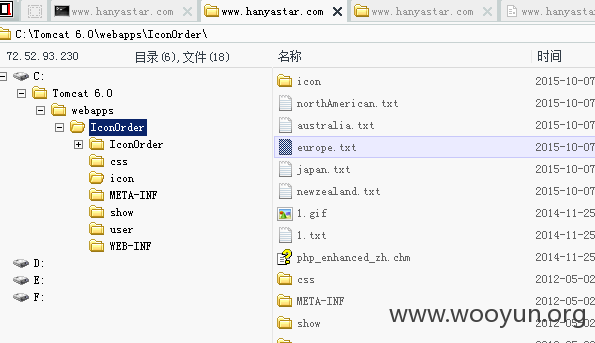 www.hanyastar.com www.hanyastar.com www.hanyastar.com www.hanyastar.com
C:\Tomcat 6.0\webapps\IconOrder\
72.52.93.230 目录(6),文件(18) 名称 时间
C:
Tomcat 6.0
webapps
IconOrder
IconOrder
css
icon
META-INF
show
user
WEB-INF
D:
E:
F:
icon 2015-10-07
northAmerican.txt 2015-10-07
australia.txt 2015-10-07
europe.txt 2015-10-07
japan.txt 2015-10-07
newzealand.txt 2015-10-07
1.gif 2014-11-25
1.txt 2014-11-25
php_enhanced_zh.chm 2014-11-25
css 2012-05-02
META-INF 2012-05-02
show
www.wooyun.org